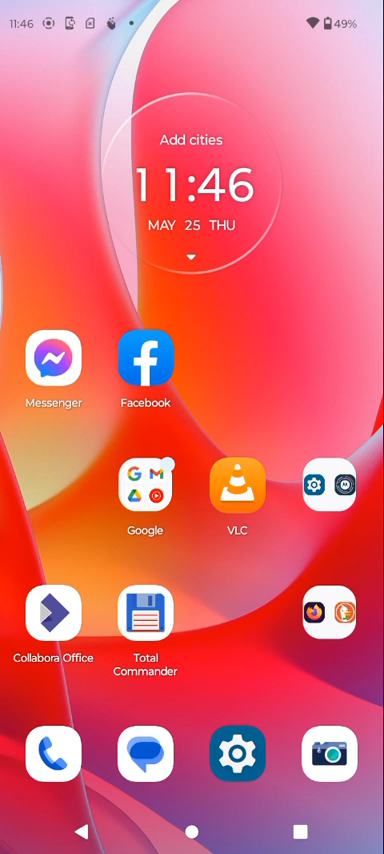 11:46
49%
Add cities
11:46
MAY 25 THU
Messenger
Facebook
Google
VLC
Collabora Office
Total
Commander